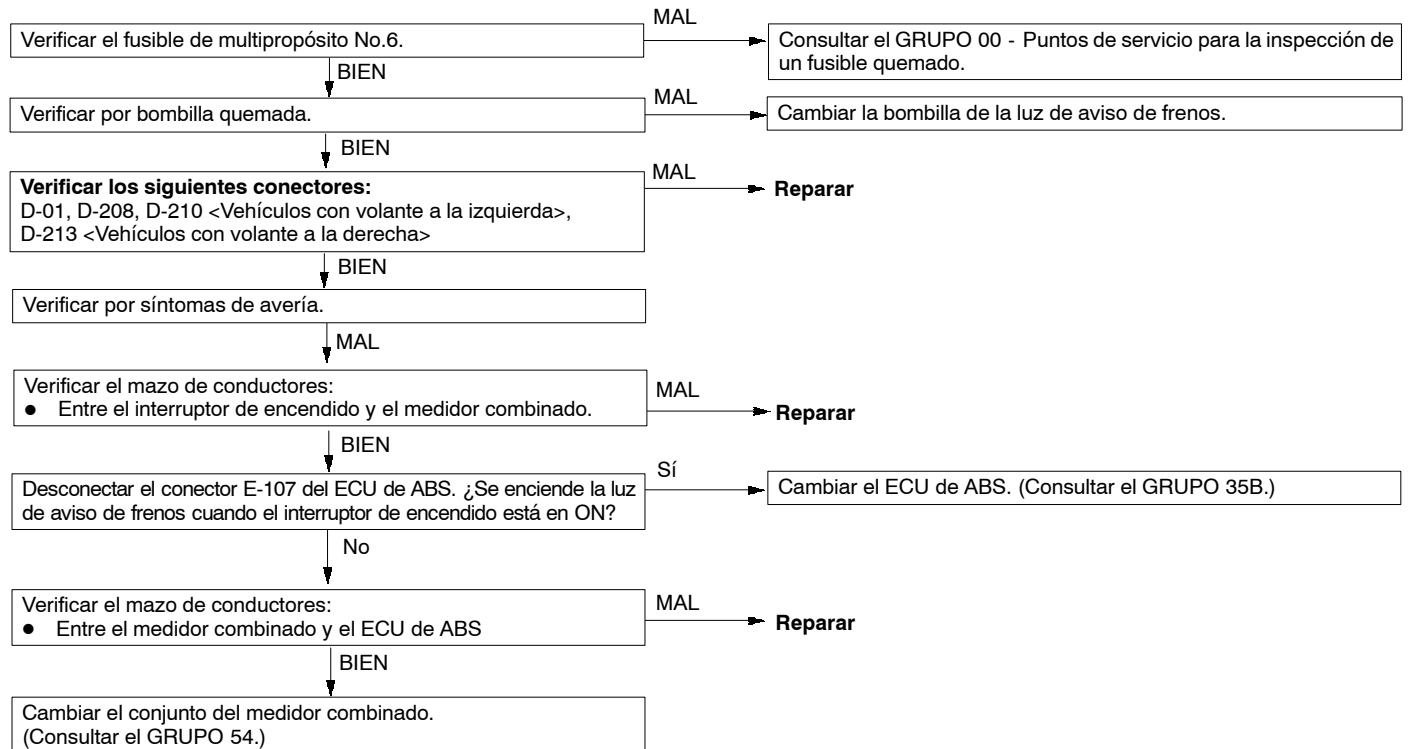 Verificar el fusible de multipropósito No.6.
MAL
Consultar el GRUPO 00 - Puntos de servicio para la inspección de
un fusible quemado.
BIEN
Verificar por bombilla quemada.
MAL
Cambiar la bombilla de la luz de aviso de frenos.
BIEN
Verificar los siguientes conectores:
D-01, D-208, D-210 <Vehículos con volante a la izquierda>,
D-213 <Vehículos con volante a la derecha>
MAL
Reparar
BIEN
Verificar por síntomas de avería.
MAL
Verificar el mazo de conductores:
● Entre el interruptor de encendido y el medidor combinado.
MAL
Reparar
BIEN
Desconectar el conector E-107 del ECU de ABS. ¿Se enciende la luz
de aviso de frenos cuando el interruptor de encendido está en ON?
Sí
Cambiar el ECU de ABS. (Consultar el GRUPO 35B.)
No
Verificar el mazo de conductores:
● Entre el medidor combinado y el ECU de ABS
MAL
Reparar
BIEN
Cambiar el conjunto del medidor combinado.
(Consultar el GRUPO 54.)